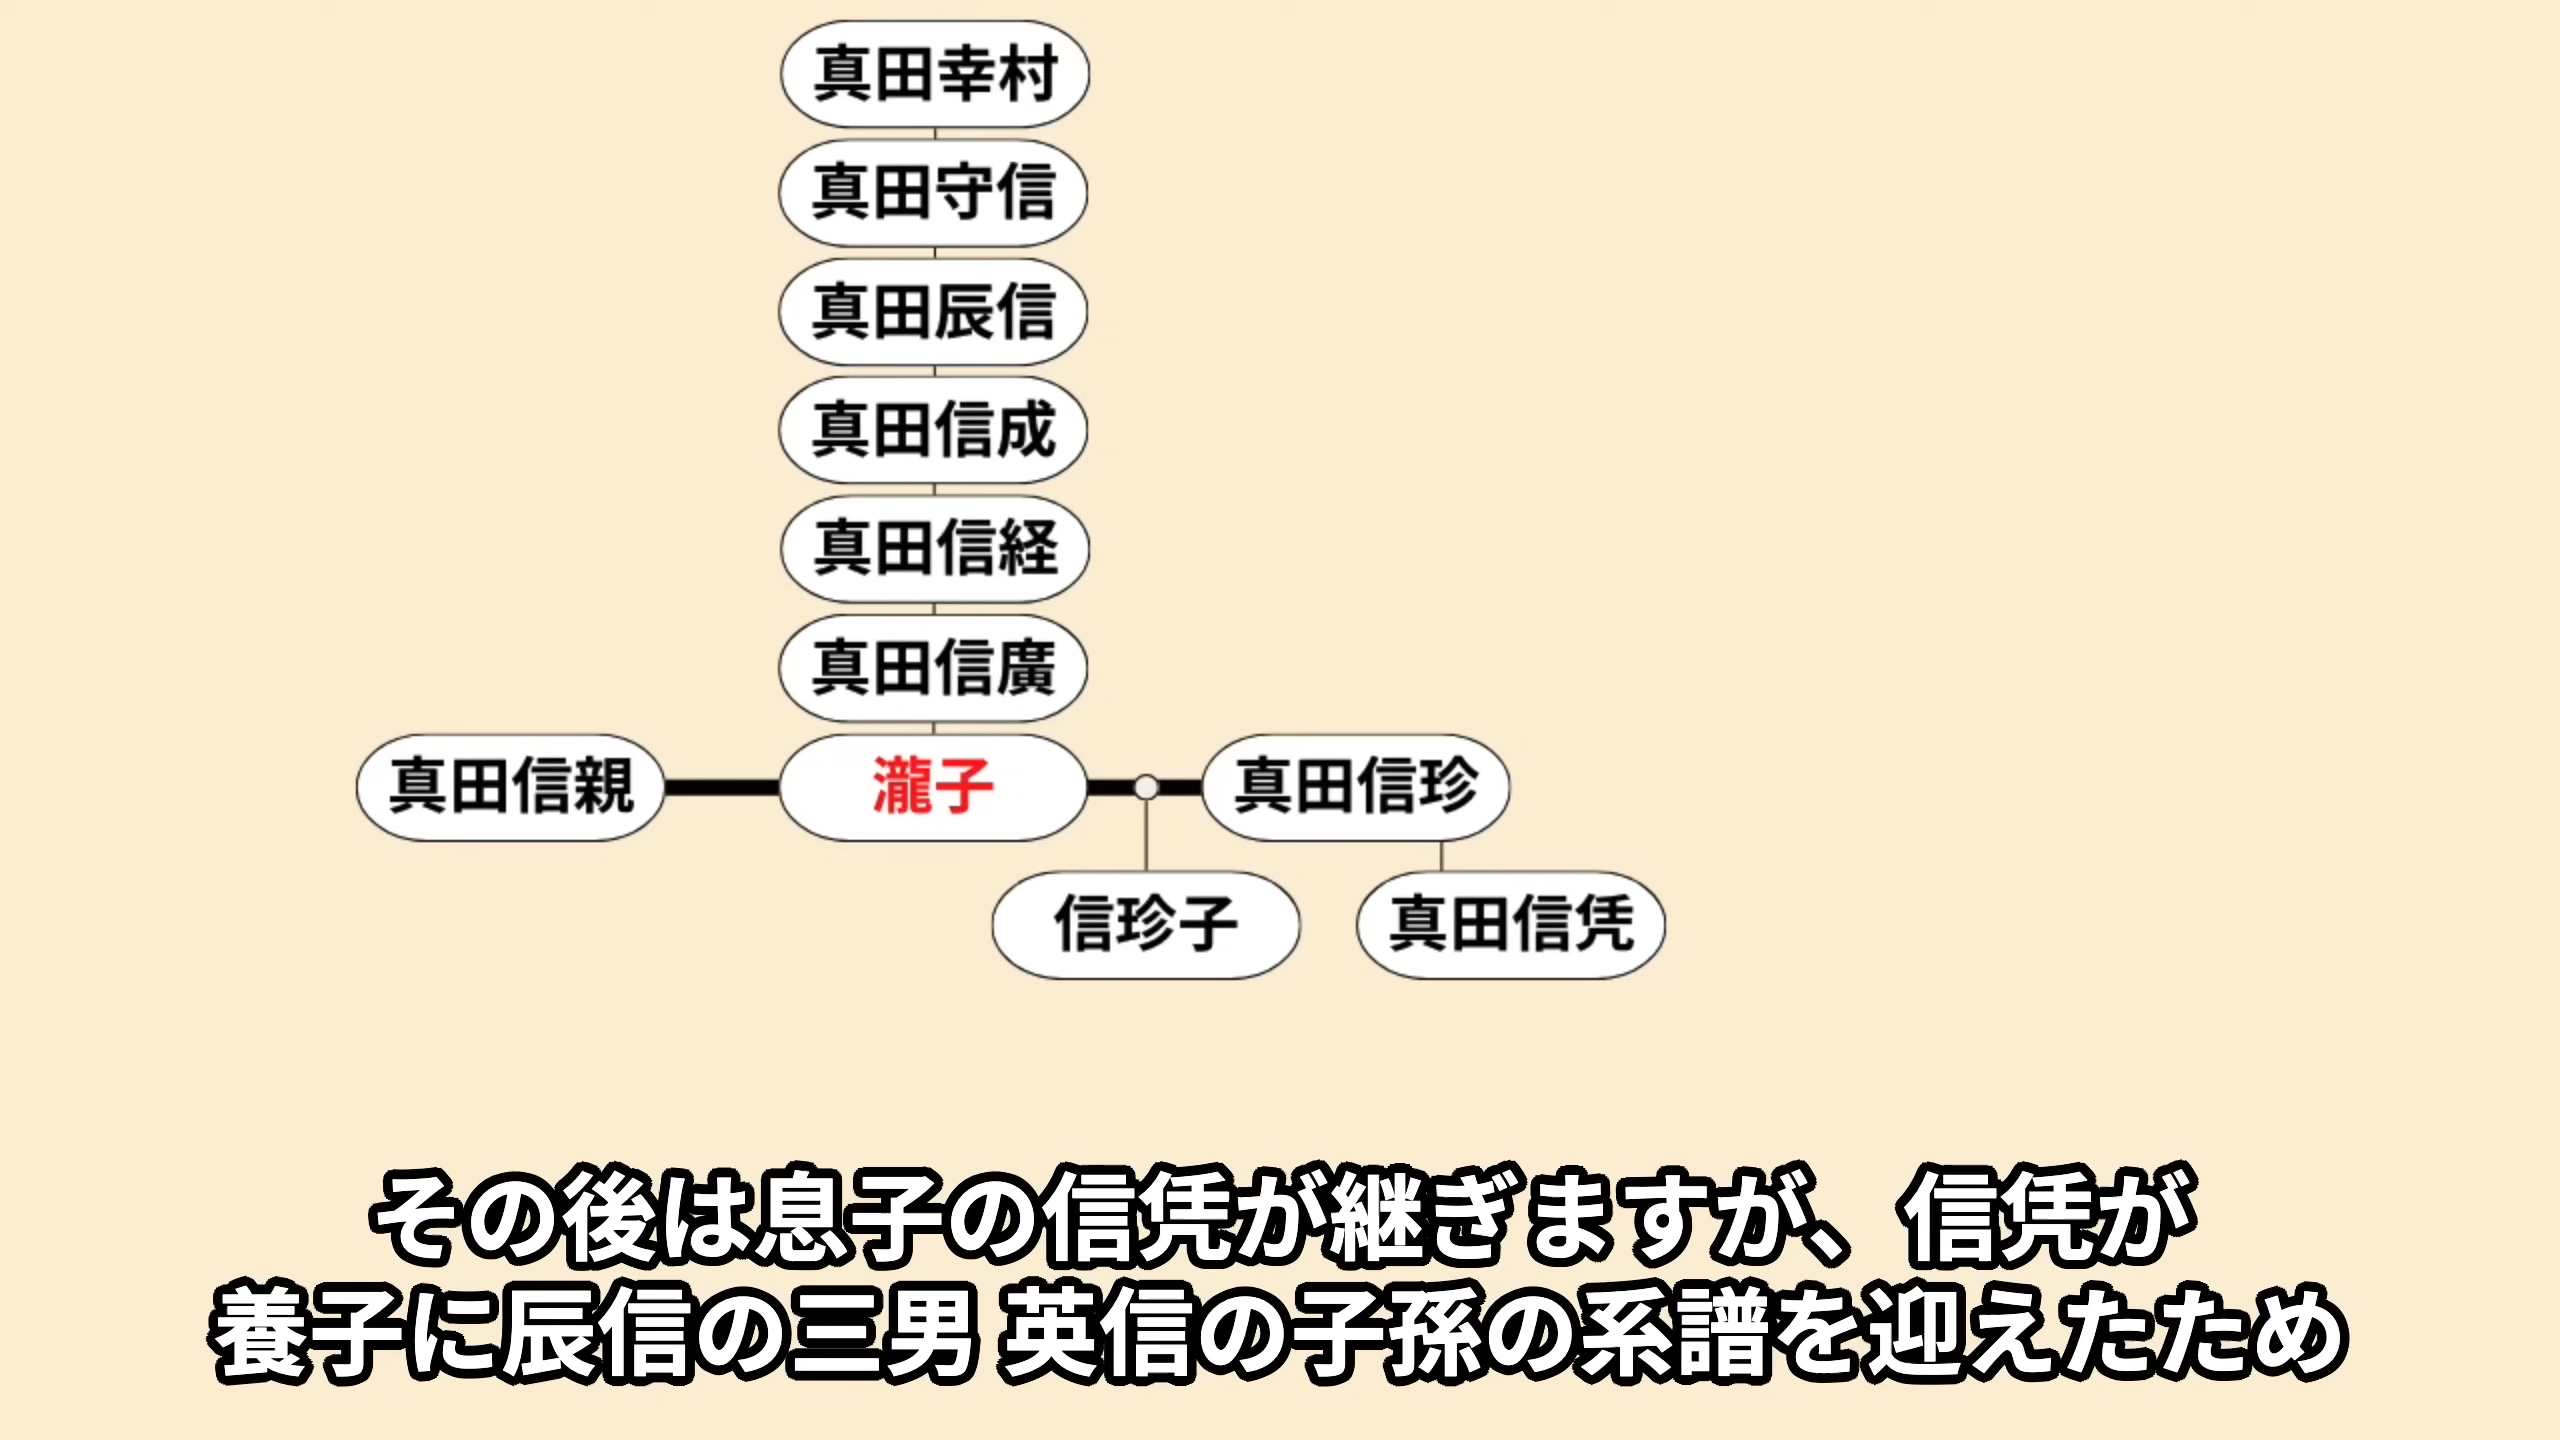 真田幸村
真田守信
真田辰信
真田信成
真田信経
真田信廣
真田信親
瀧子
真田信珍
信珍子
真田信凭
その後は息子の信凭が継ぎますが、信凭が
養子に辰信の三男 英信の子孫の系譜を迎えたため